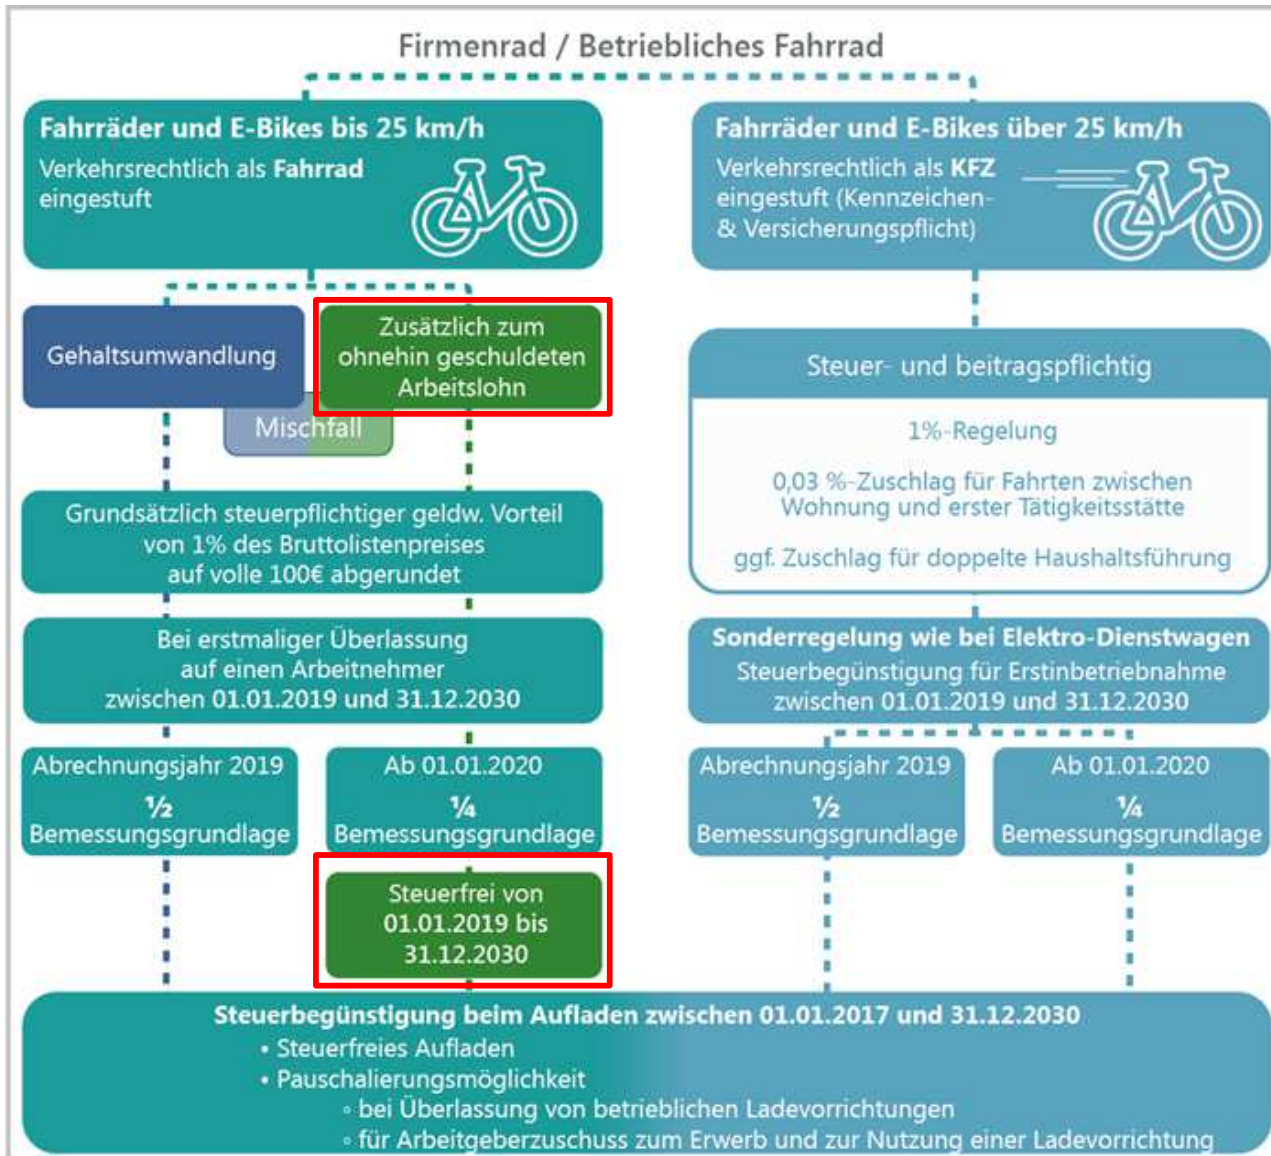 Firmenrad / Betriebliches Fahrrad
Fahrräder und E-Bikes bis 25 km/h
Verkehrsrechtlich als Fahrrad
eingestuft
Fahrräder und E-Bikes über 25 km/h
Verkehrsrechtlich als KFZ
eingestuft (Kennzeichen-
& Versicherungspflicht)
Gehaltsumwandlung
Zusätzlich zum
ohnehin geschuldeten
Arbeitslohn
Mischfall
Steuer- und beitragspflichtig
1%-Regelung
0,03 %-Zuschlag für Fahrten zwischen
Wohnung und erster Tätigkeitsstätte
ggf. Zuschlag für doppelte Haushaltsführung
Grundsätzlich steuerpflichtiger geldw. Vorteil
von 1% des Bruttolistenpreises
auf volle 100€ abgerundet
Bei erstmaliger Überlassung
auf einen Arbeitnehmer
zwischen 01.01.2019 und 31.12.2030
Sonderregelung wie bei Elektro-Dienstwagen
Steuerbegünstigung für Erstinbetriebnahme
zwischen 01.01.2019 und 31.12.2030
Abrechnungsjahr 2019
½
Bemessungsgrundlage
Ab 01.01.2020
¼
Bemessungsgrundlage
Abrechnungsjahr 2019
½
Bemessungsgrundlage
Ab 01.01.2020
¼
Bemessungsgrundlage
Steuerfrei von
01.01.2019 bis
31.12.2030
Steuerbegünstigung beim Aufladen zwischen 01.01.2017 und 31.12.2030
• Steuerfreies Aufladen
• Pauschalierungsmöglichkeit
◦ bei Überlassung von betrieblichen Ladevorrichtungen
◦ für Arbeitgeberzuschuss zum Erwerb und zur Nutzung einer Ladevorrichtung